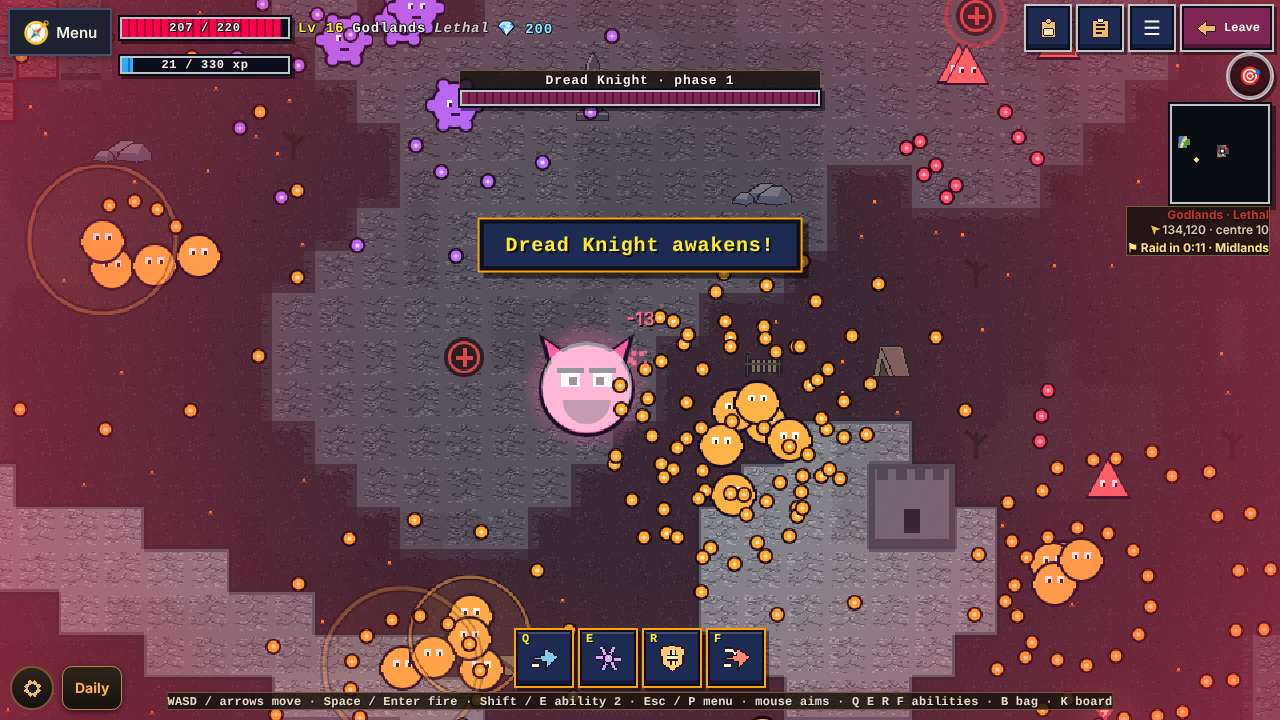 Menu
207 / 220
Lv 16 Godlands Lethal 💎 200
21 / 330 xp
Leave
Dread Knight · phase 1
Godlands · Lethal
134,120 · centre 10
Raid in 0:11 · Midlands
Dread Knight awakens!
-13
Q
E
R
F
Daily
WASD / arrows move · Space / Enter fire · Shift / E ability 2 · Esc / P menu · mouse aims · Q E R F abilities · B bag · K board